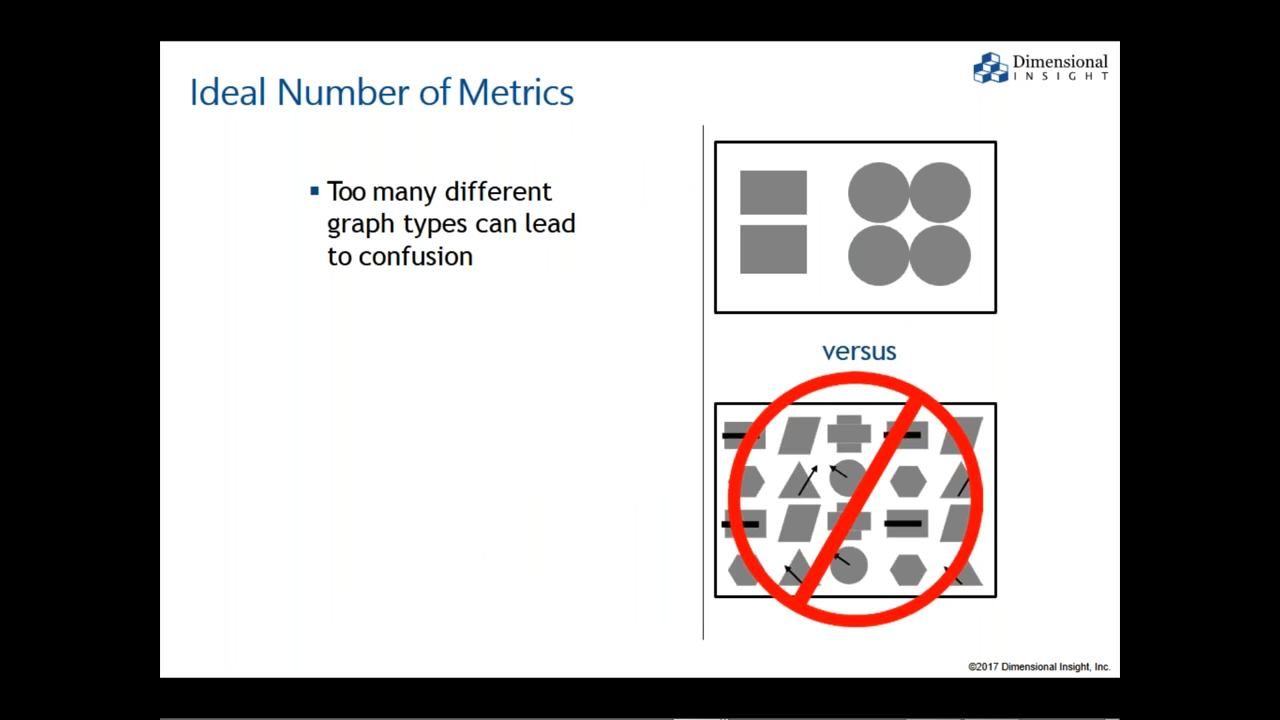 Dimensional
INSIGHT
Ideal Number of Metrics
▪ Too many different
graph types can lead
to confusion
versus
©2017 Dimensional Insight, Inc.